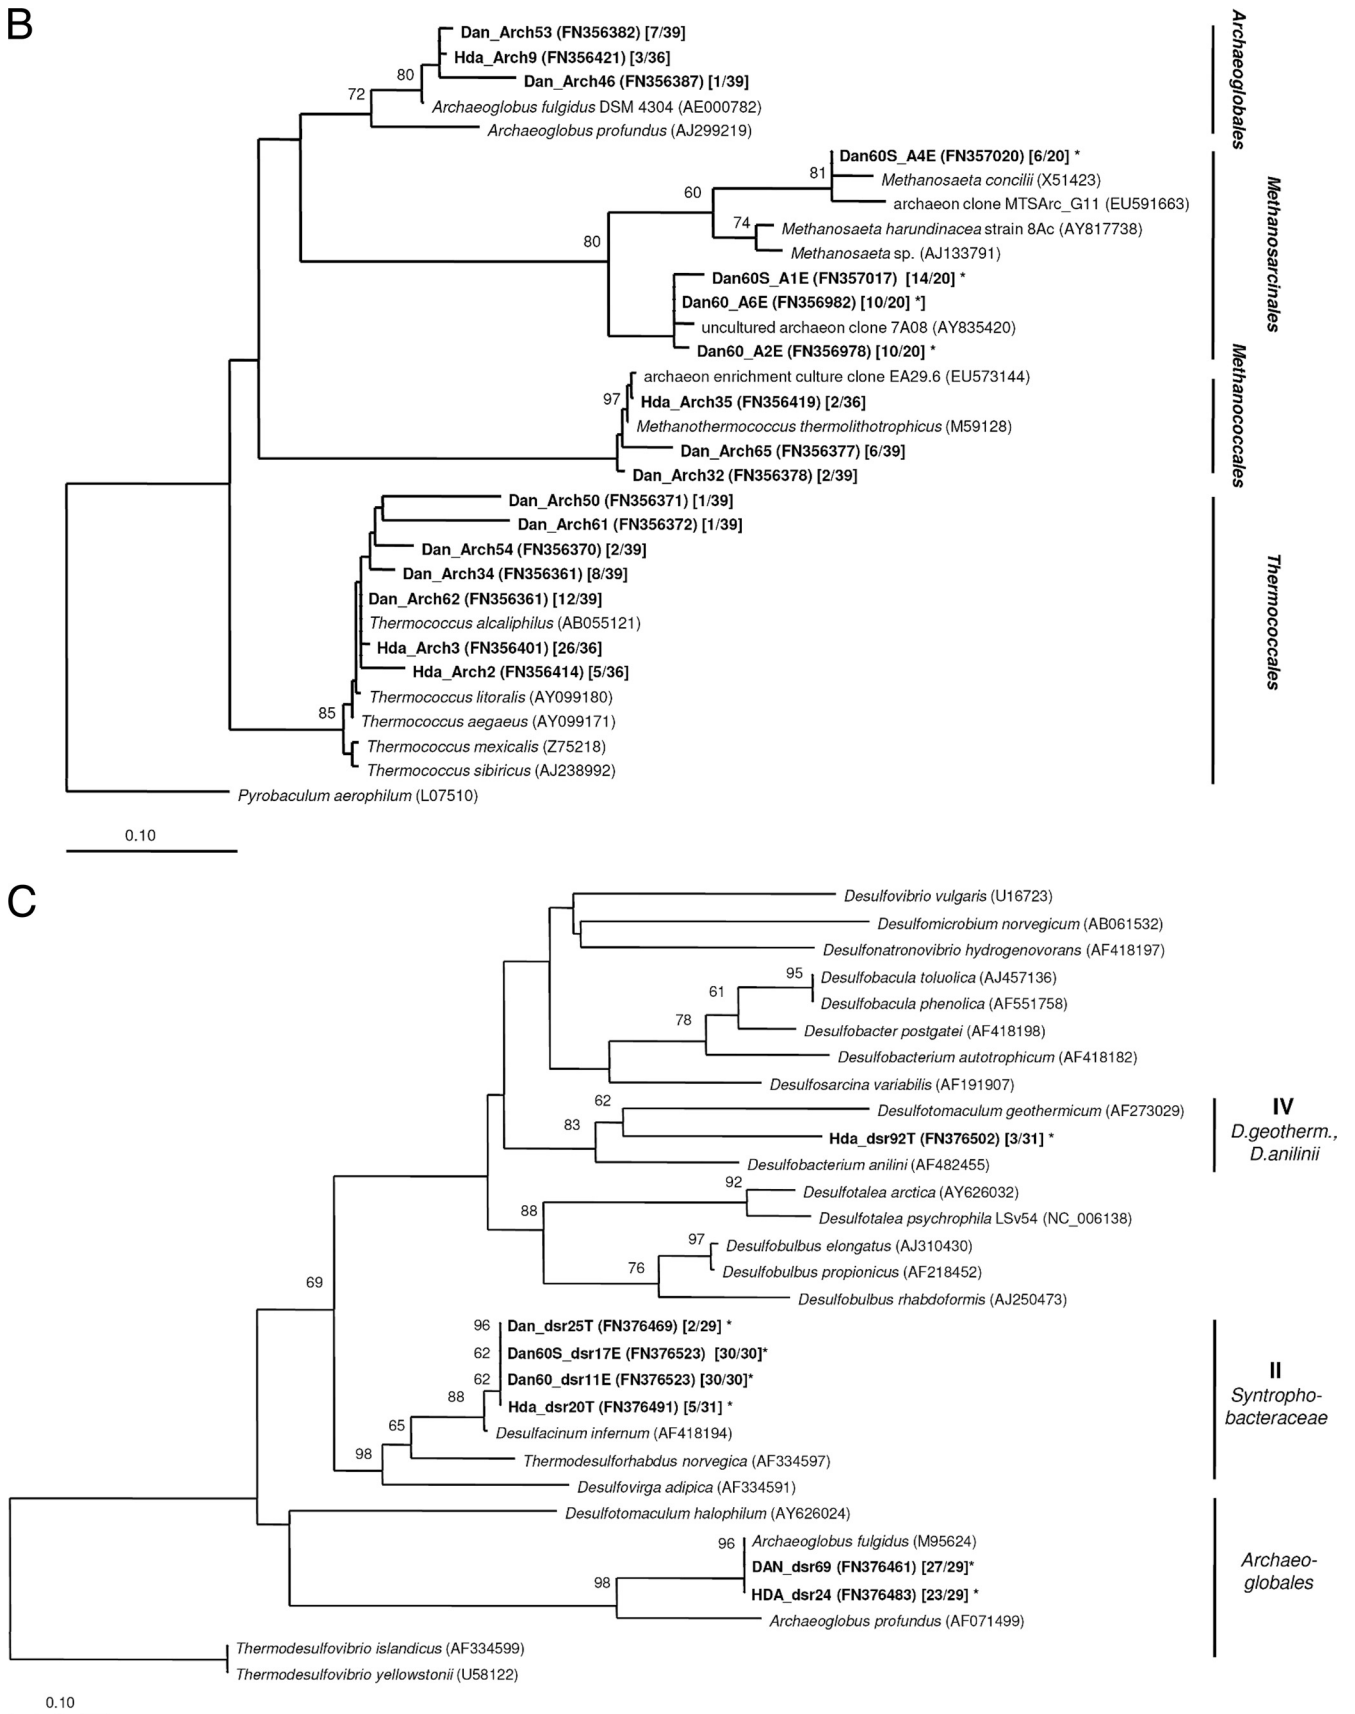 B
Dan_Arch53 (FN356382) [7/39]
Hda_Arch9 (FN356421) [3/36]
80
Dan_Arch46 (FN356387) [1/39]
72
Archaeoglobus fulgidus DSM 4304 (AE000782)
Archaeoglobus profundus (AJ299219)
Archaeoglobales
Dan60S_A4E (FN357020) [6/20] *
81
Methanosaeta concilii (X51423)
60
archaeon clone MTSArc_G11 (EU591663)
74
Methanosaeta harundinacea strain 8Ac (AY817738)
80
Methanosaeta sp. (AJ133791)
Dan60S_A1E (FN357017) [14/20] *
Dan60_A6E (FN356982) [10/20] *]
uncultured archaeon clone 7A08 (AY835420)
Dan60_A2E (FN356978) [10/20] *
Methanosarcinales
archaeon enrichment culture clone EA29.6 (EU573144)
97
Hda_Arch35 (FN356419) [2/36]
Methanothermococcus thermolithotrophicus (M59128)
Dan_Arch65 (FN356377) [6/39]
Dan_Arch32 (FN356378) [2/39]
Methanococcales
Dan_Arch50 (FN356371) [1/39]
Dan_Arch61 (FN356372) [1/39]
Dan_Arch54 (FN356370) [2/39]
Dan_Arch34 (FN356361) [8/39]
Dan_Arch62 (FN356361) [12/39]
Thermococcus alcaliphilus (AB055121)
Hda_Arch3 (FN356401) [26/36]
Hda_Arch2 (FN356414) [5/36]
Thermococcus litoralis (AY099180)
85
Thermococcus aegaeus (AY099171)
Thermococcus mexicalis (Z75218)
Thermococcus sibiricus (AJ238992)
Thermococcales
Pyrobaculum aerophilum (L07510)
0.10
C
Desulfovibrio vulgaris (U16723)
Desulfomicrobium norvegicum (AB061532)
Desulfonatronovibrio hydrogenovorans (AF418197)
95
Desulfobacula toluolica (AJ457136)
61
Desulfobacula phenolica (AF551758)
78
Desulfobacter postgatei (AF418198)
Desulfobacterium autotrophicum (AF418182)
Desulfosarcina variabilis (AF191907)
62
Desulfotomaculum geothermicum (AF273029)
83
Hda_dsr92T (FN376502) [3/31] *
Desulfobacterium anilini (AF482455)
IV
D.geotherm.,
D.anilinii
92
Desulfotalea arctica (AY626032)
88
Desulfotalea psychrophila LSv54 (NC_006138)
97
Desulfobulbus elongatus (AJ310430)
76
Desulfobulbus propionicus (AF218452)
69
Desulfobulbus rhabdoformis (AJ250473)
96
Dan_dsr25T (FN376469) [2/29] *
62
Dan60S_dsr17E (FN376523) [30/30]*
62
Dan60_dsr11E (FN376523) [30/30]*
88
Hda_dsr20T (FN376491) [5/31] *
65
Desulfacinum infernum (AF418194)
98
Thermodesulforhabdus norvegica (AF334597)
Desulfovirga adipica (AF334591)
II
Syntropho-
bacteraceae
Desulfotomaculum halophilum (AY626024)
96
Archaeoglobus fulgidus (M95624)
DAN_dsr69 (FN376461) [27/29]*
98
HDA_dsr24 (FN376483) [23/29] *
Archaeoglobus profundus (AF071499)
Archaeo-
globales
Thermodesulfovibrio islandicus (AF334599)
Thermodesulfovibrio yellowstonii (U58122)
0.10